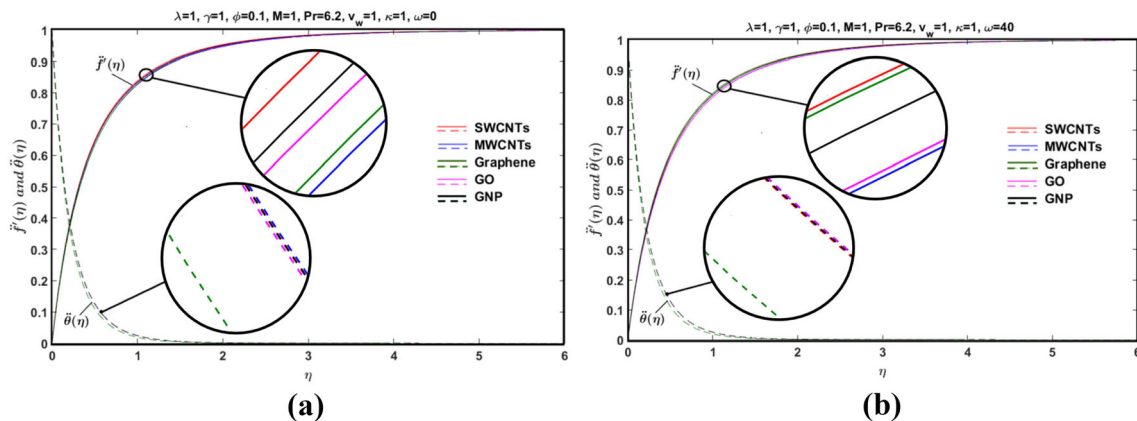 λ=1, γ=1, ϕ=0.1, M=1, Pr=6.2, v_w=1, κ=1, ω=0
1
0.9
0.8
0.7
0.6
0.5
0.4
0.3
0.2
0.1
0
f̈′(η) and θ̈(η)
f̈′(η)
θ̈(η)
SWCNTs
MWCNTs
Graphene
GO
GNP
0 1 2 3 4 5 6
η
(a)
λ=1, γ=1, ϕ=0.1, M=1, Pr=6.2, v_w=1, κ=1, ω=40
1
0.9
0.8
0.7
0.6
0.5
0.4
0.3
0.2
0.1
0
f̈′(η) and θ̈(η)
f̈′(η)
θ̈(η)
SWCNTs
MWCNTs
Graphene
GO
GNP
0 1 2 3 4 5 6
η
(b)